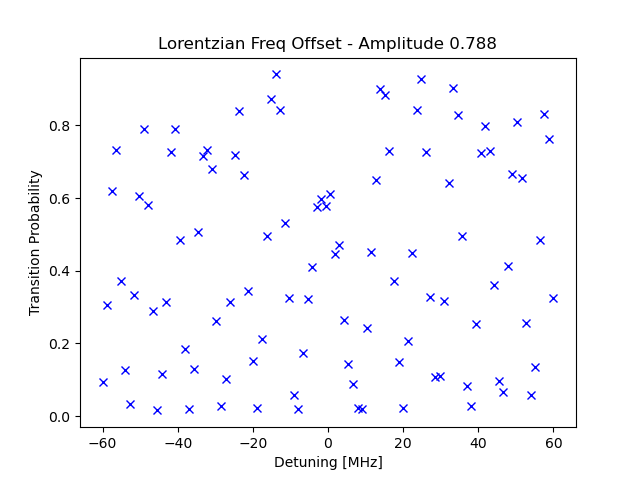 Lorentzian Freq Offset - Amplitude 0.788
Transition Probability
0.8
0.6
0.4
0.2
0.0
−60 −40 −20 0 20 40 60
Detuning [MHz]